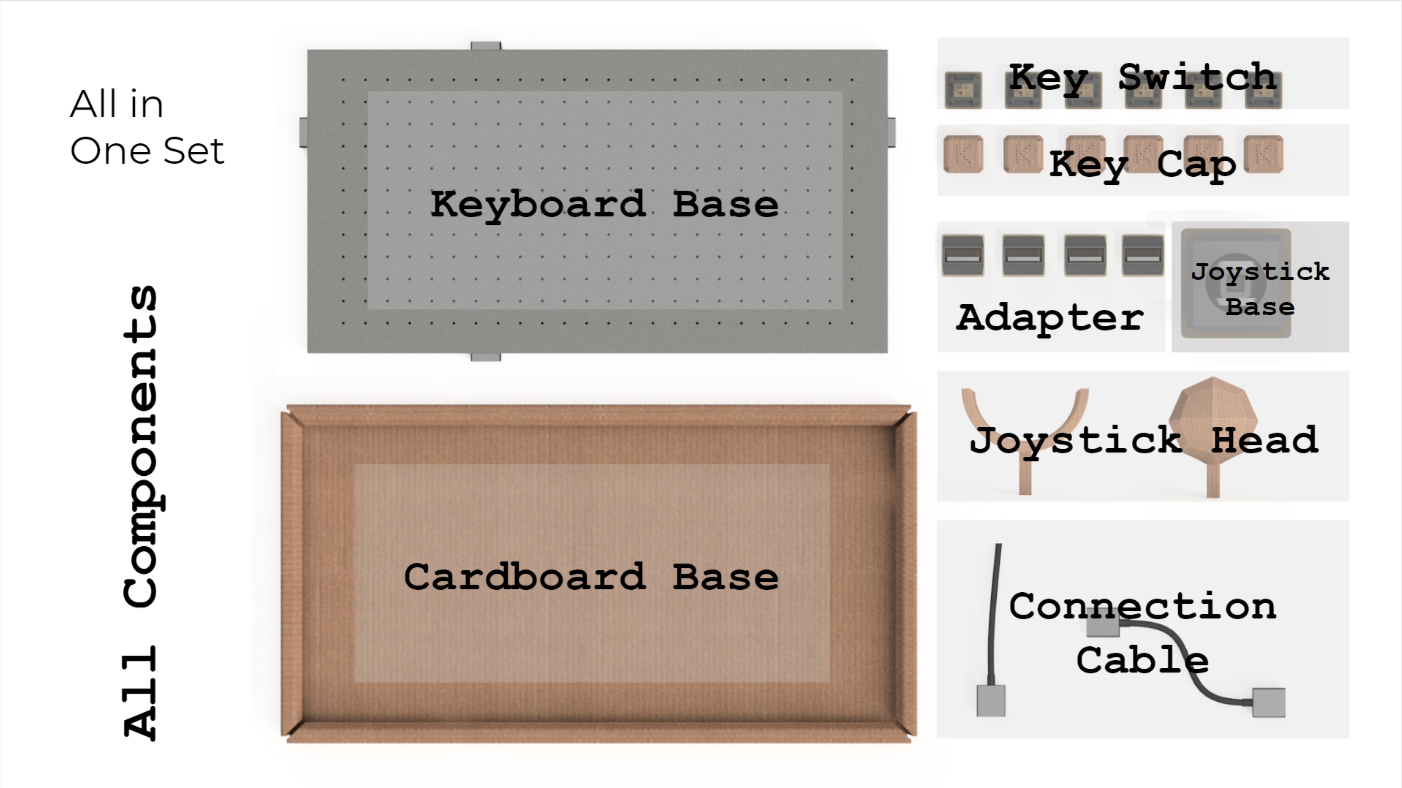 All in
One Set
All Components
Keyboard Base
Cardboard Base
Key Switch
Key Cap
Adapter
Joystick
Base
Joystick Head
Connection
Cable